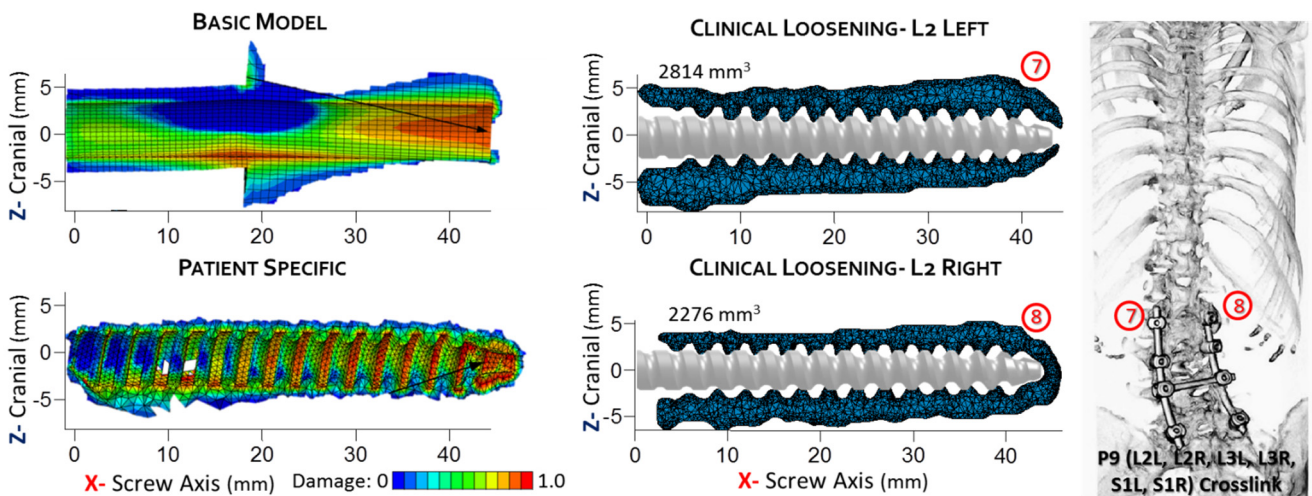 BASIC MODEL
Z- Cranial (mm)
5
0
-5
0 10 20 30 40
PATIENT SPECIFIC
Z- Cranial (mm)
5
0
-5
0 10 20 30 40
X- Screw Axis (mm) Damage: 0 1.0
CLINICAL LOOSENING- L2 LEFT
2814 mm³
7
Z- Cranial (mm)
5
0
-5
0 10 20 30 40
CLINICAL LOOSENING- L2 RIGHT
2276 mm³
8
Z- Cranial (mm)
5
0
-5
0 10 20 30 40
X- Screw Axis (mm)
7
8
P9 (L2L, L2R, L3L, L3R,
S1L, S1R) Crosslink